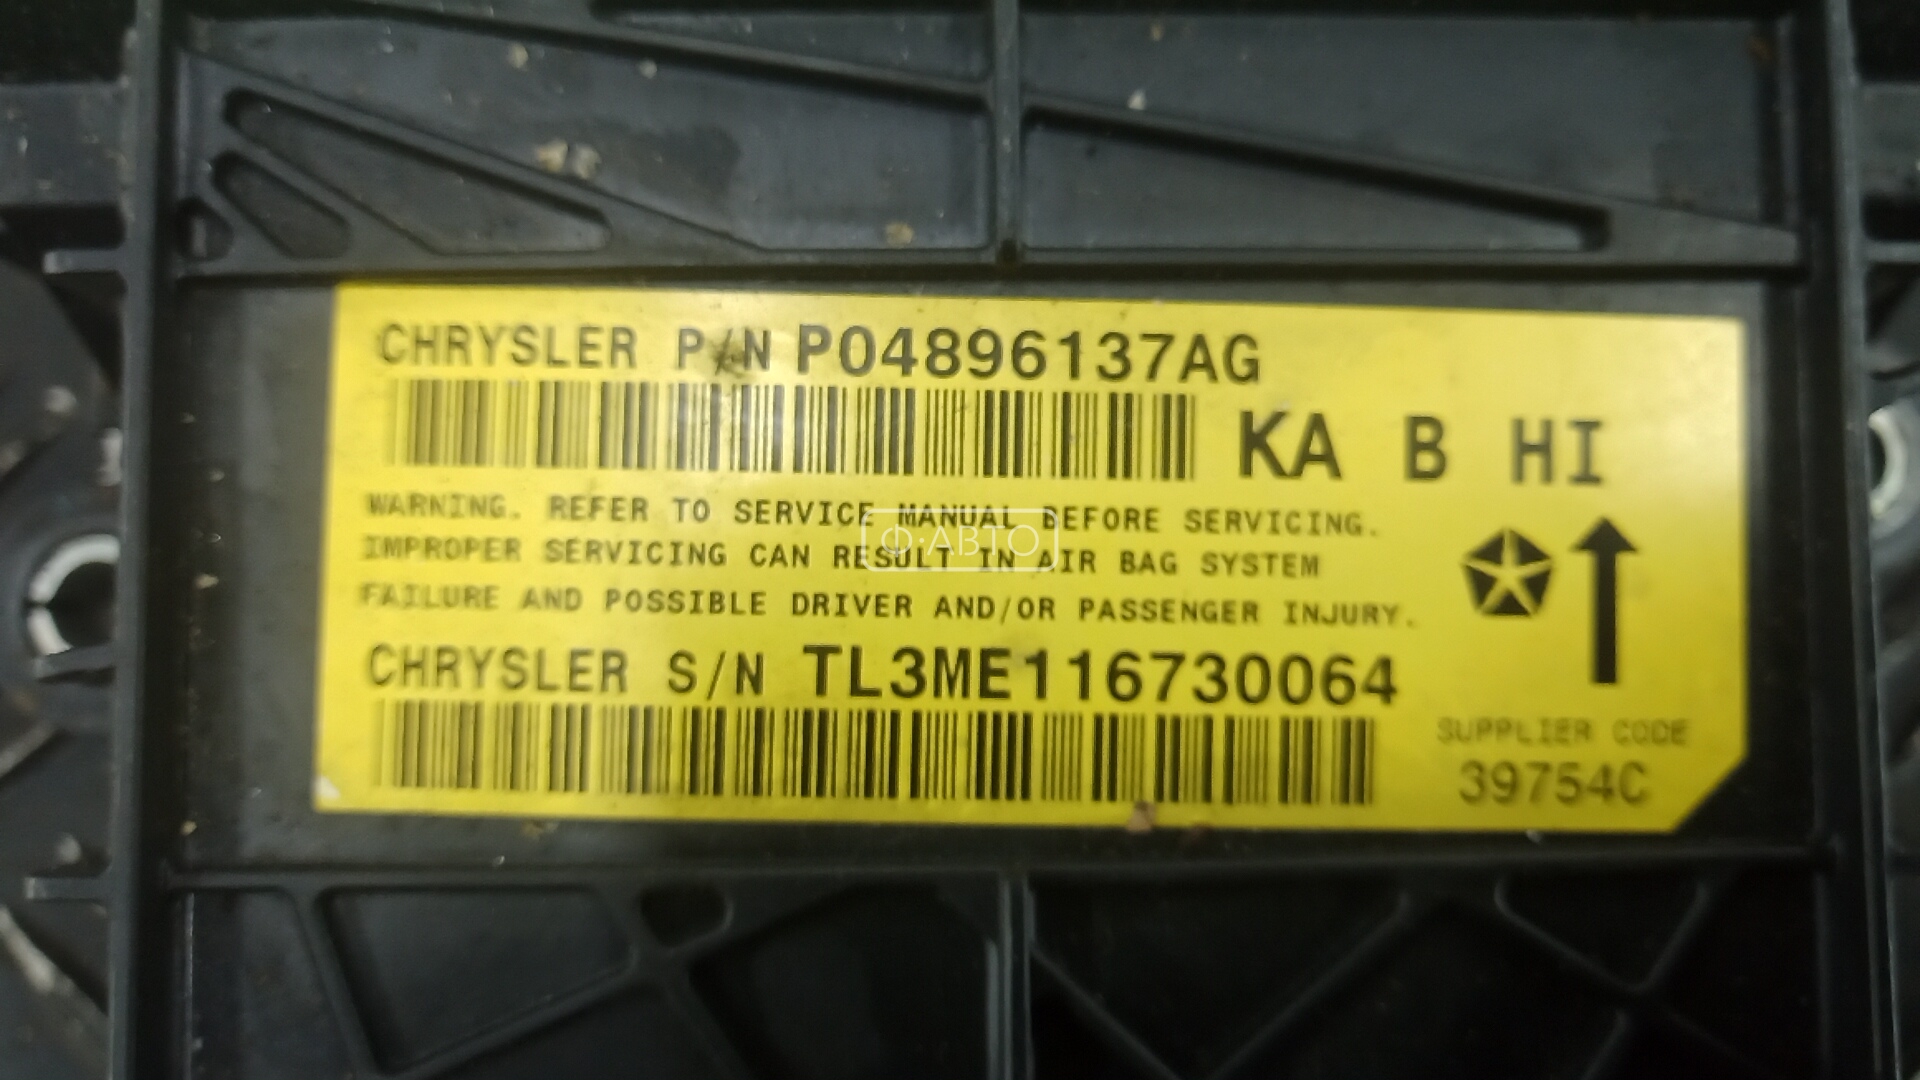 CHRYSLER P/N P04896137AG
KA B HI
WARNING. REFER TO SERVICE MANUAL BEFORE SERVICING.
IMPROPER SERVICING CAN RESULT IN AIR BAG SYSTEM
FAILURE AND POSSIBLE DRIVER AND/OR PASSENGER INJURY.
Ф·АВТО
CHRYSLER S/N TL3ME116730064
SUPPLIER CODE
39754C